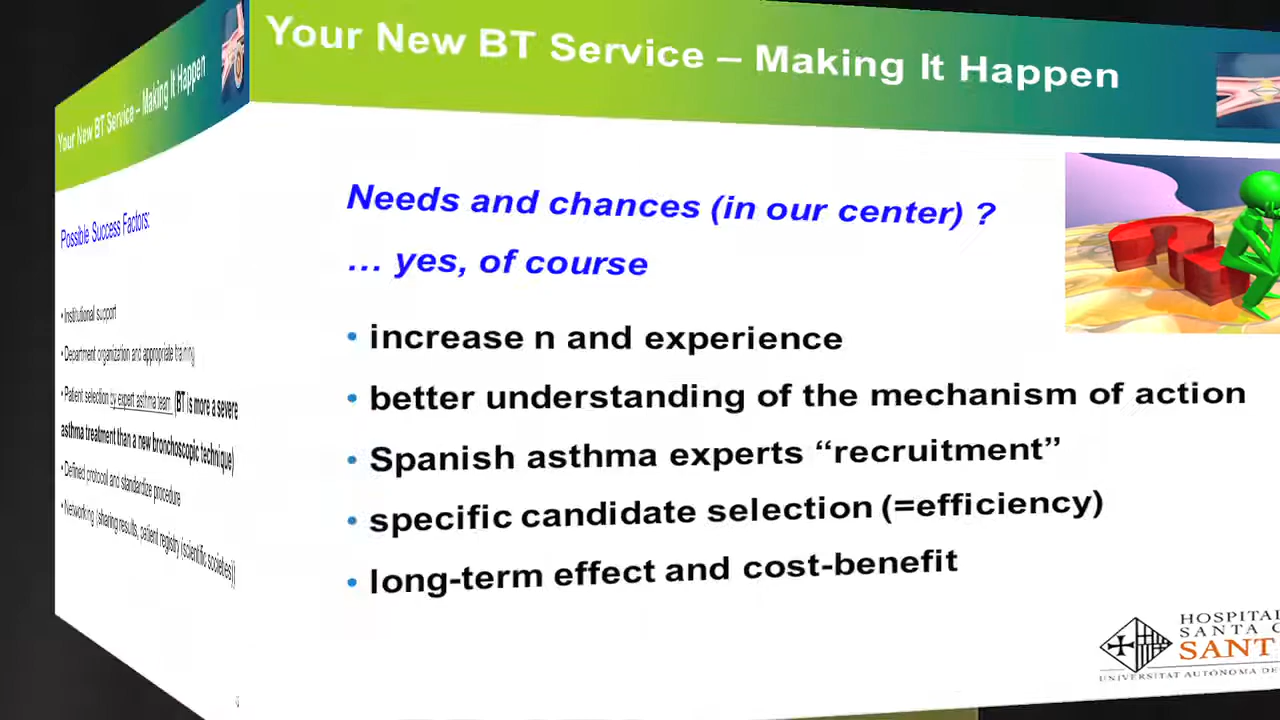 Your New BT Service – Making It Happen
Possible Success Factors:
• Institutional support
• Department organization and appropriate training
• Patient selection by expert asthma team (BT is more a severe
asthma treatment than a new bronchoscopic technique)
• Defined protocol and standardize procedure
• Networking (sharing results, patient registry (scientific societies))
Your New BT Service – Making It Happen
Needs and chances (in our center) ?
... yes, of course
• increase n and experience
• better understanding of the mechanism of action
• Spanish asthma experts “recruitment”
• specific candidate selection (=efficiency)
• long-term effect and cost-benefit
HOSPITAL
SANTA
SANT
UNIVERSITAT AUTÒNOMA DE